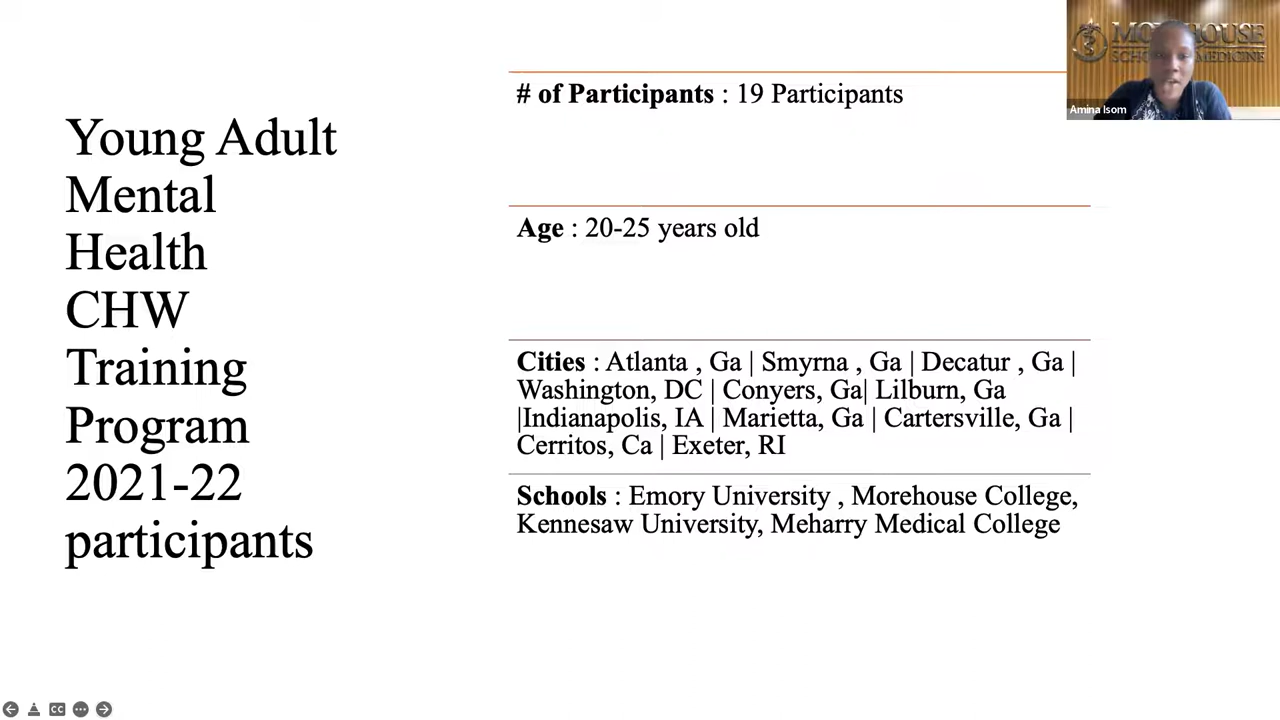 Young Adult
Mental
Health
CHW
Training
Program
2021-22
participants
# of Participants : 19 Participants
Age : 20-25 years old
Cities : Atlanta , Ga | Smyrna , Ga | Decatur , Ga |
Washington, DC | Conyers, Ga| Lilburn, Ga
|Indianapolis, IA | Marietta, Ga | Cartersville, Ga |
Cerritos, Ca | Exeter, RI
Schools : Emory University , Morehouse College,
Kennesaw University, Meharry Medical College
Amina Isom
CC